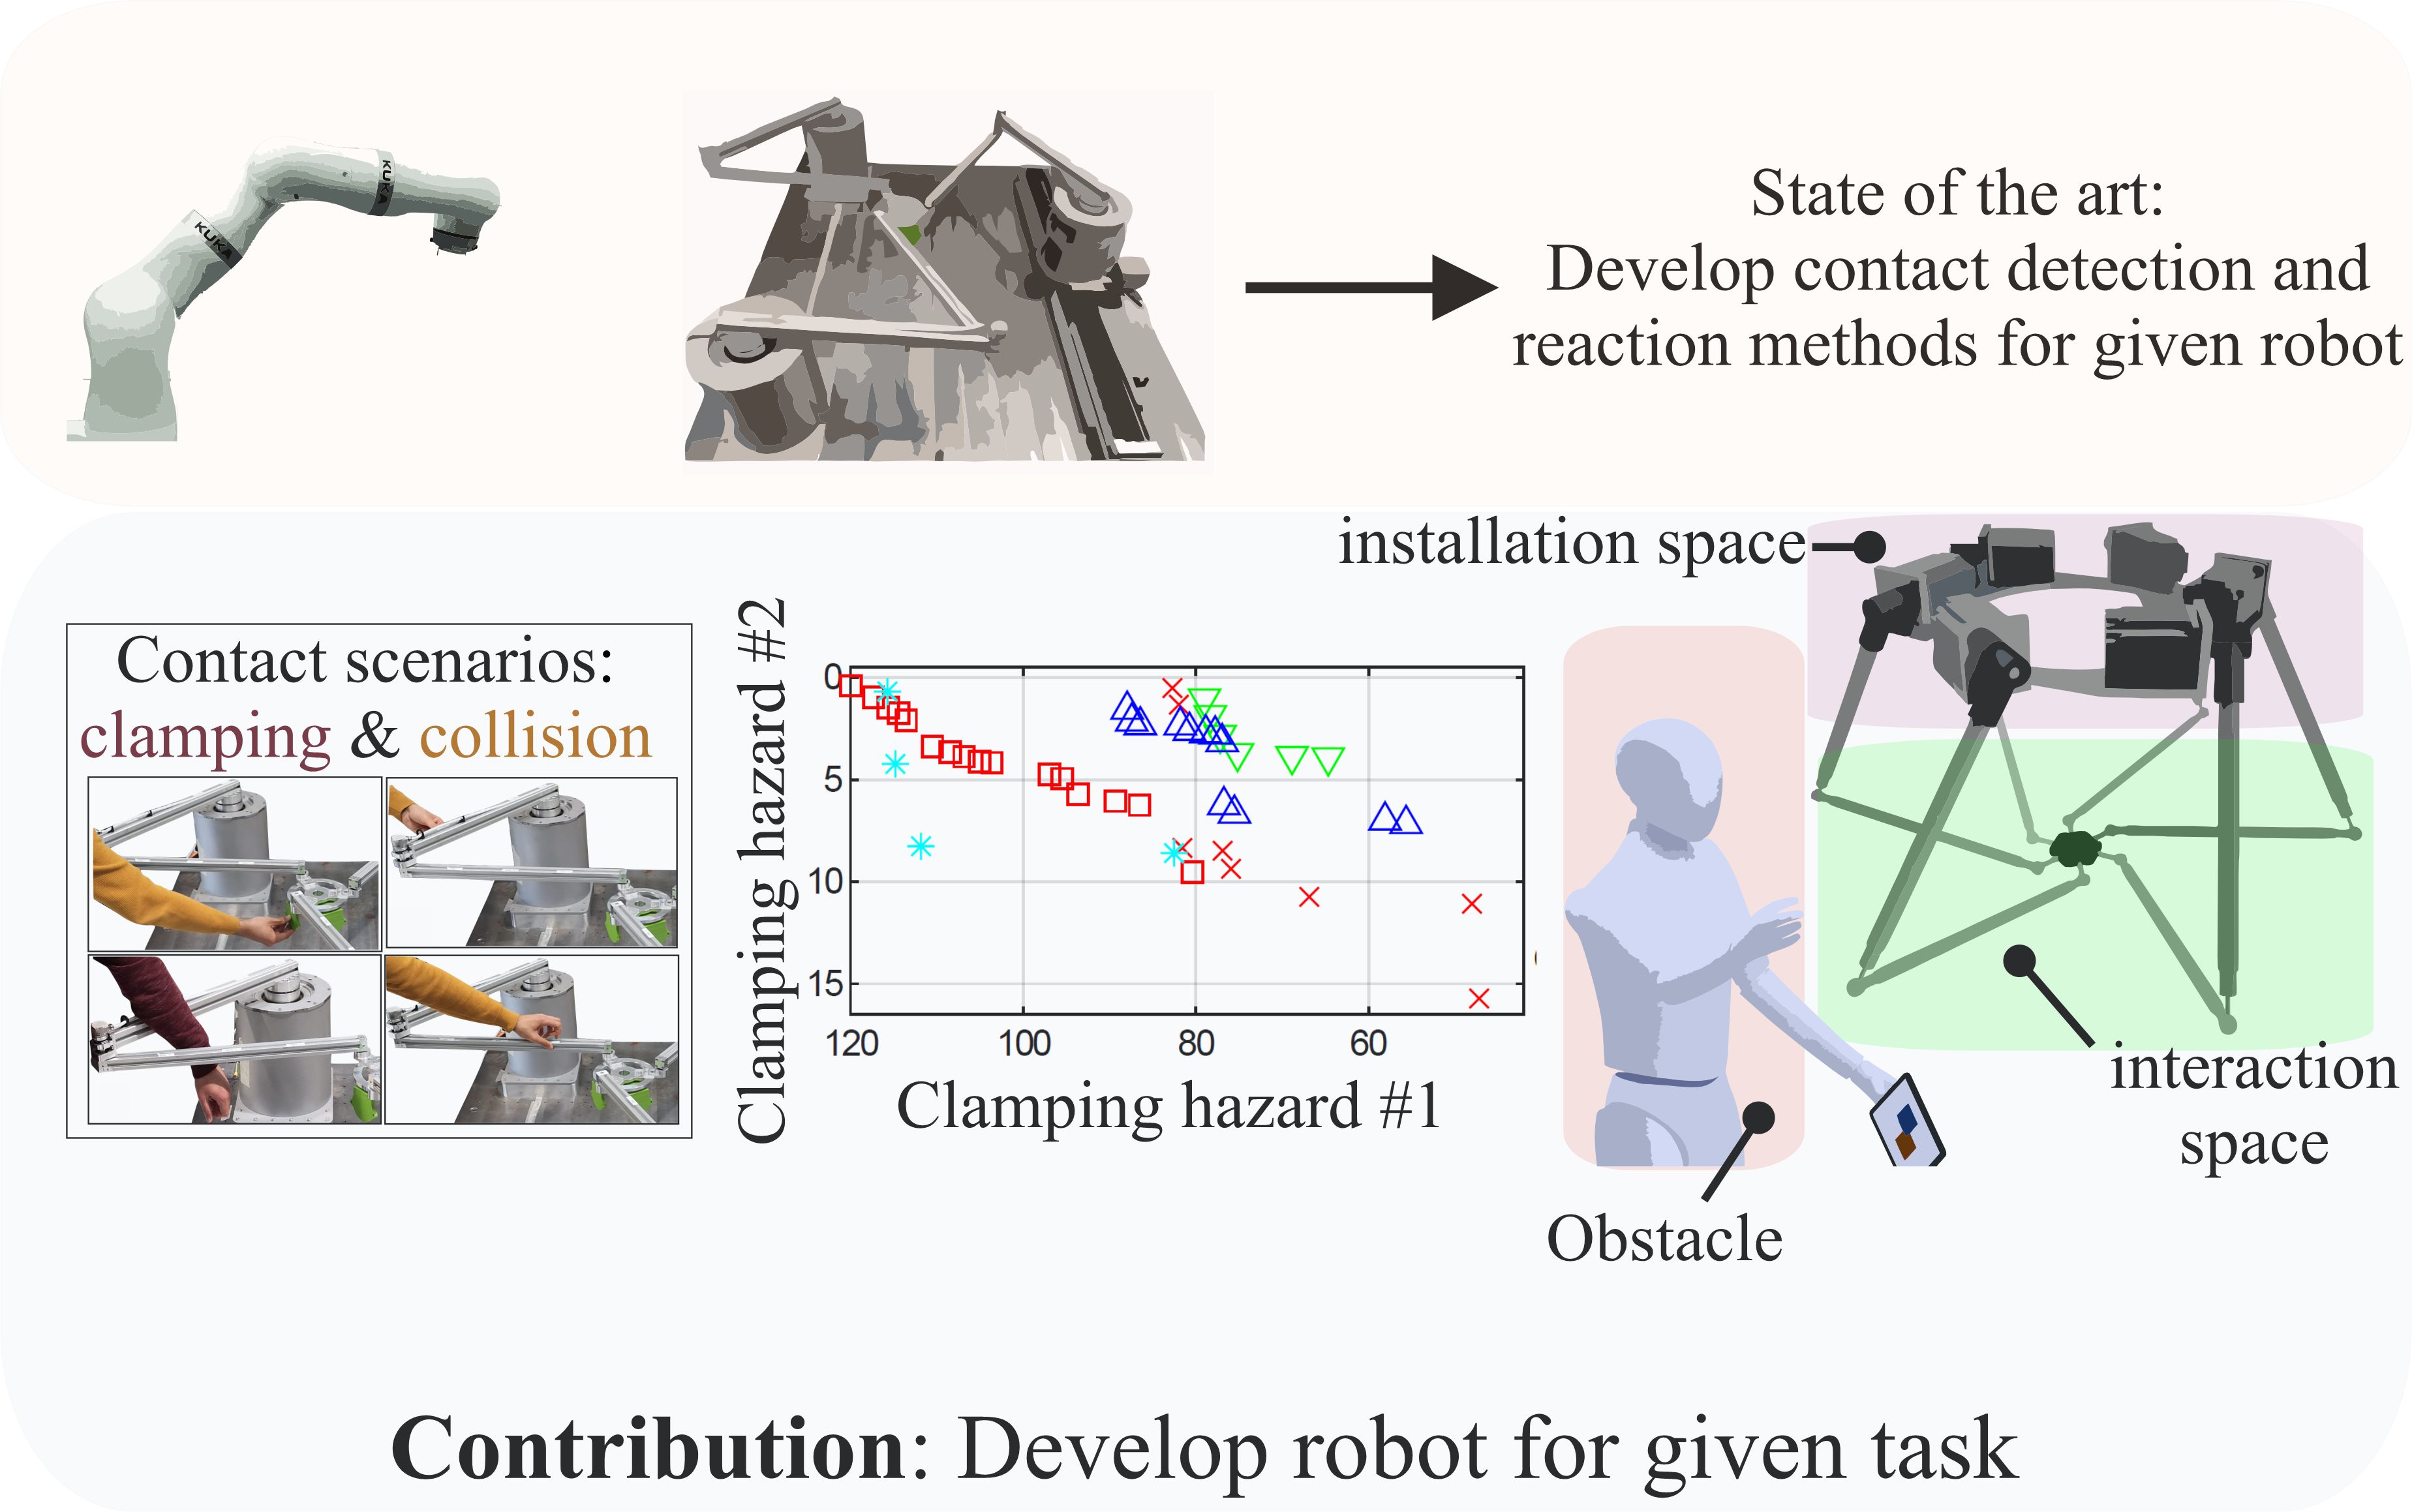 KUKA
KUKA
State of the art:
Develop contact detection and
reaction methods for given robot
installation space
Contact scenarios:
clamping & collision
Clamping hazard #2
0
5
10
15
120 100 80 60
Clamping hazard #1
interaction
space
Obstacle
Contribution: Develop robot for given task